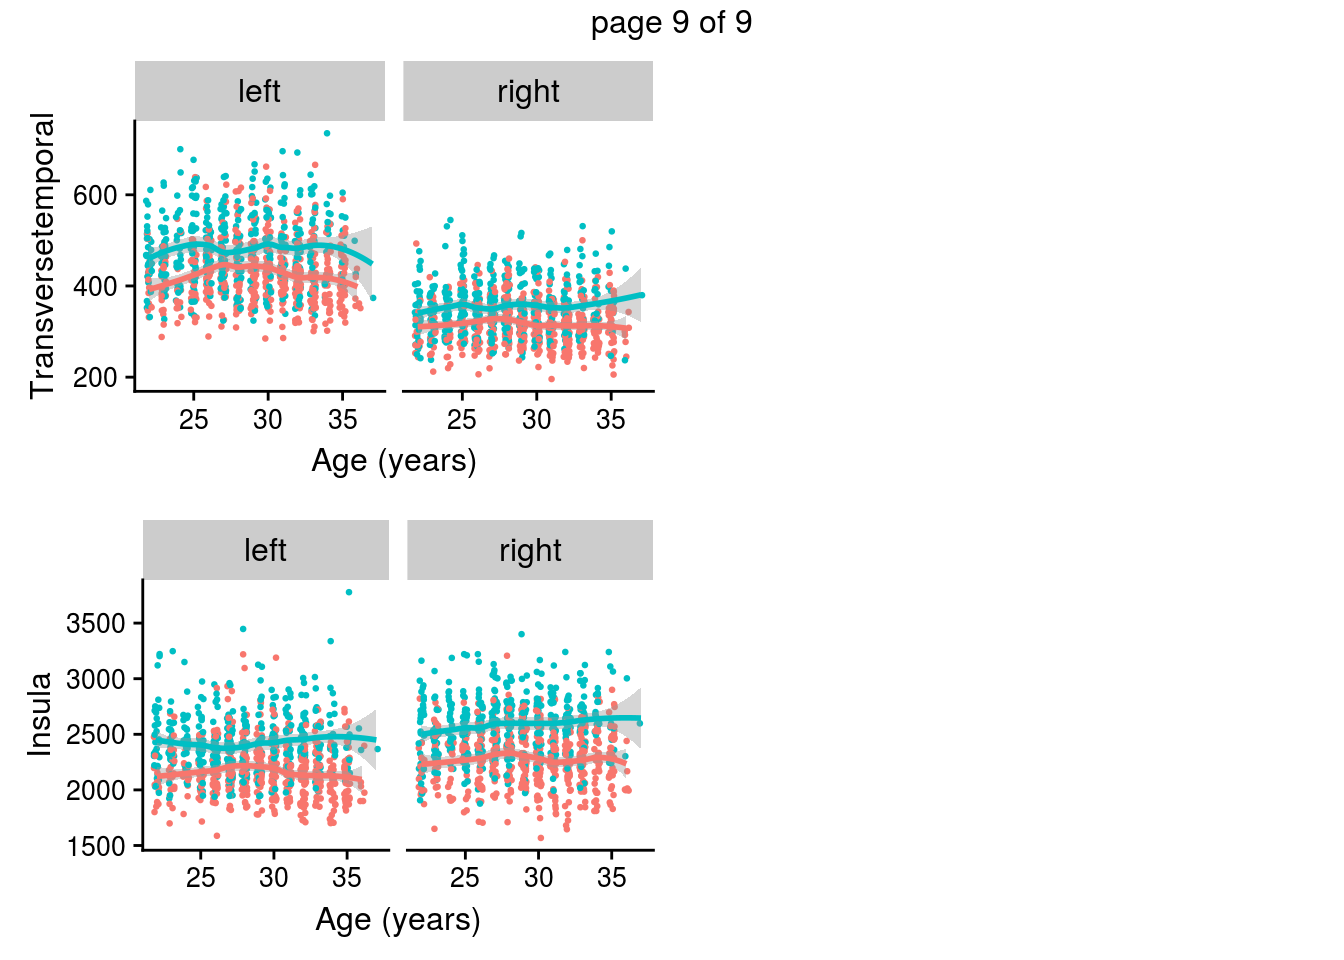 page 9 of 9
left right
Transversetemporal
600
400
200
25 30 35 25 30 35
Age (years)
left right
Insula
3500
3000
2500
2000
1500
25 30 35 25 30 35
Age (years)